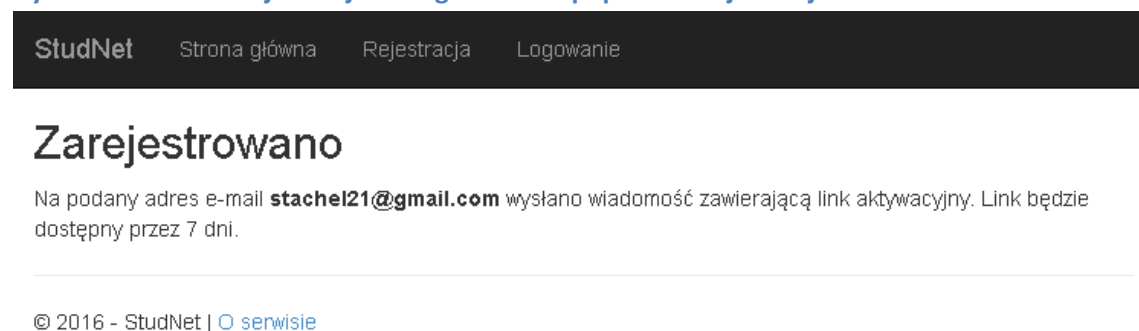 StudNet Strona główna Rejestracja Logowanie
Zarejestrowano
Na podany adres e-mail stachel21@gmail.com wysłano wiadomość zawierającą link aktywacyjny. Link będzie
dostępny przez 7 dni.
© 2016 - StudNet | O serwisie